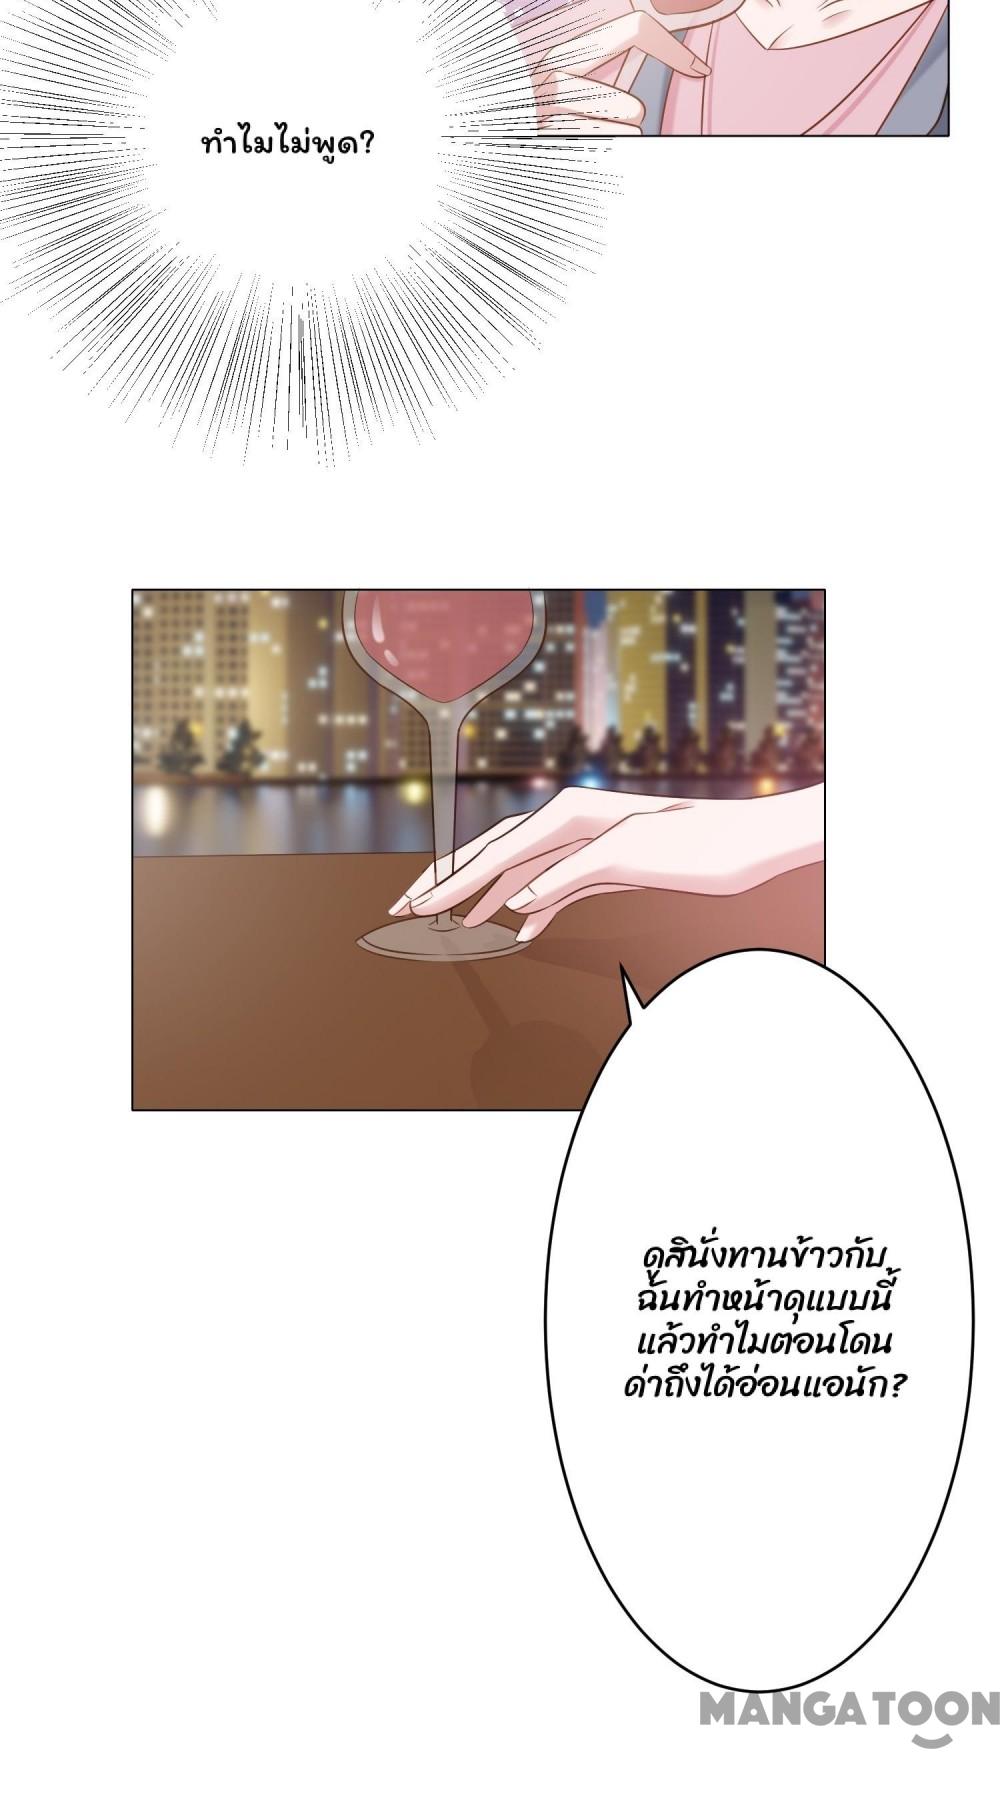 ทำไมไม่พูด?
ดูสินั่งทานข้าวกับ
ฉันทำหน้าดุแบบนี้
แล้วทำไมตอนโดน
ด่าถึงได้อ่อนแอนัก?
MANGATOON